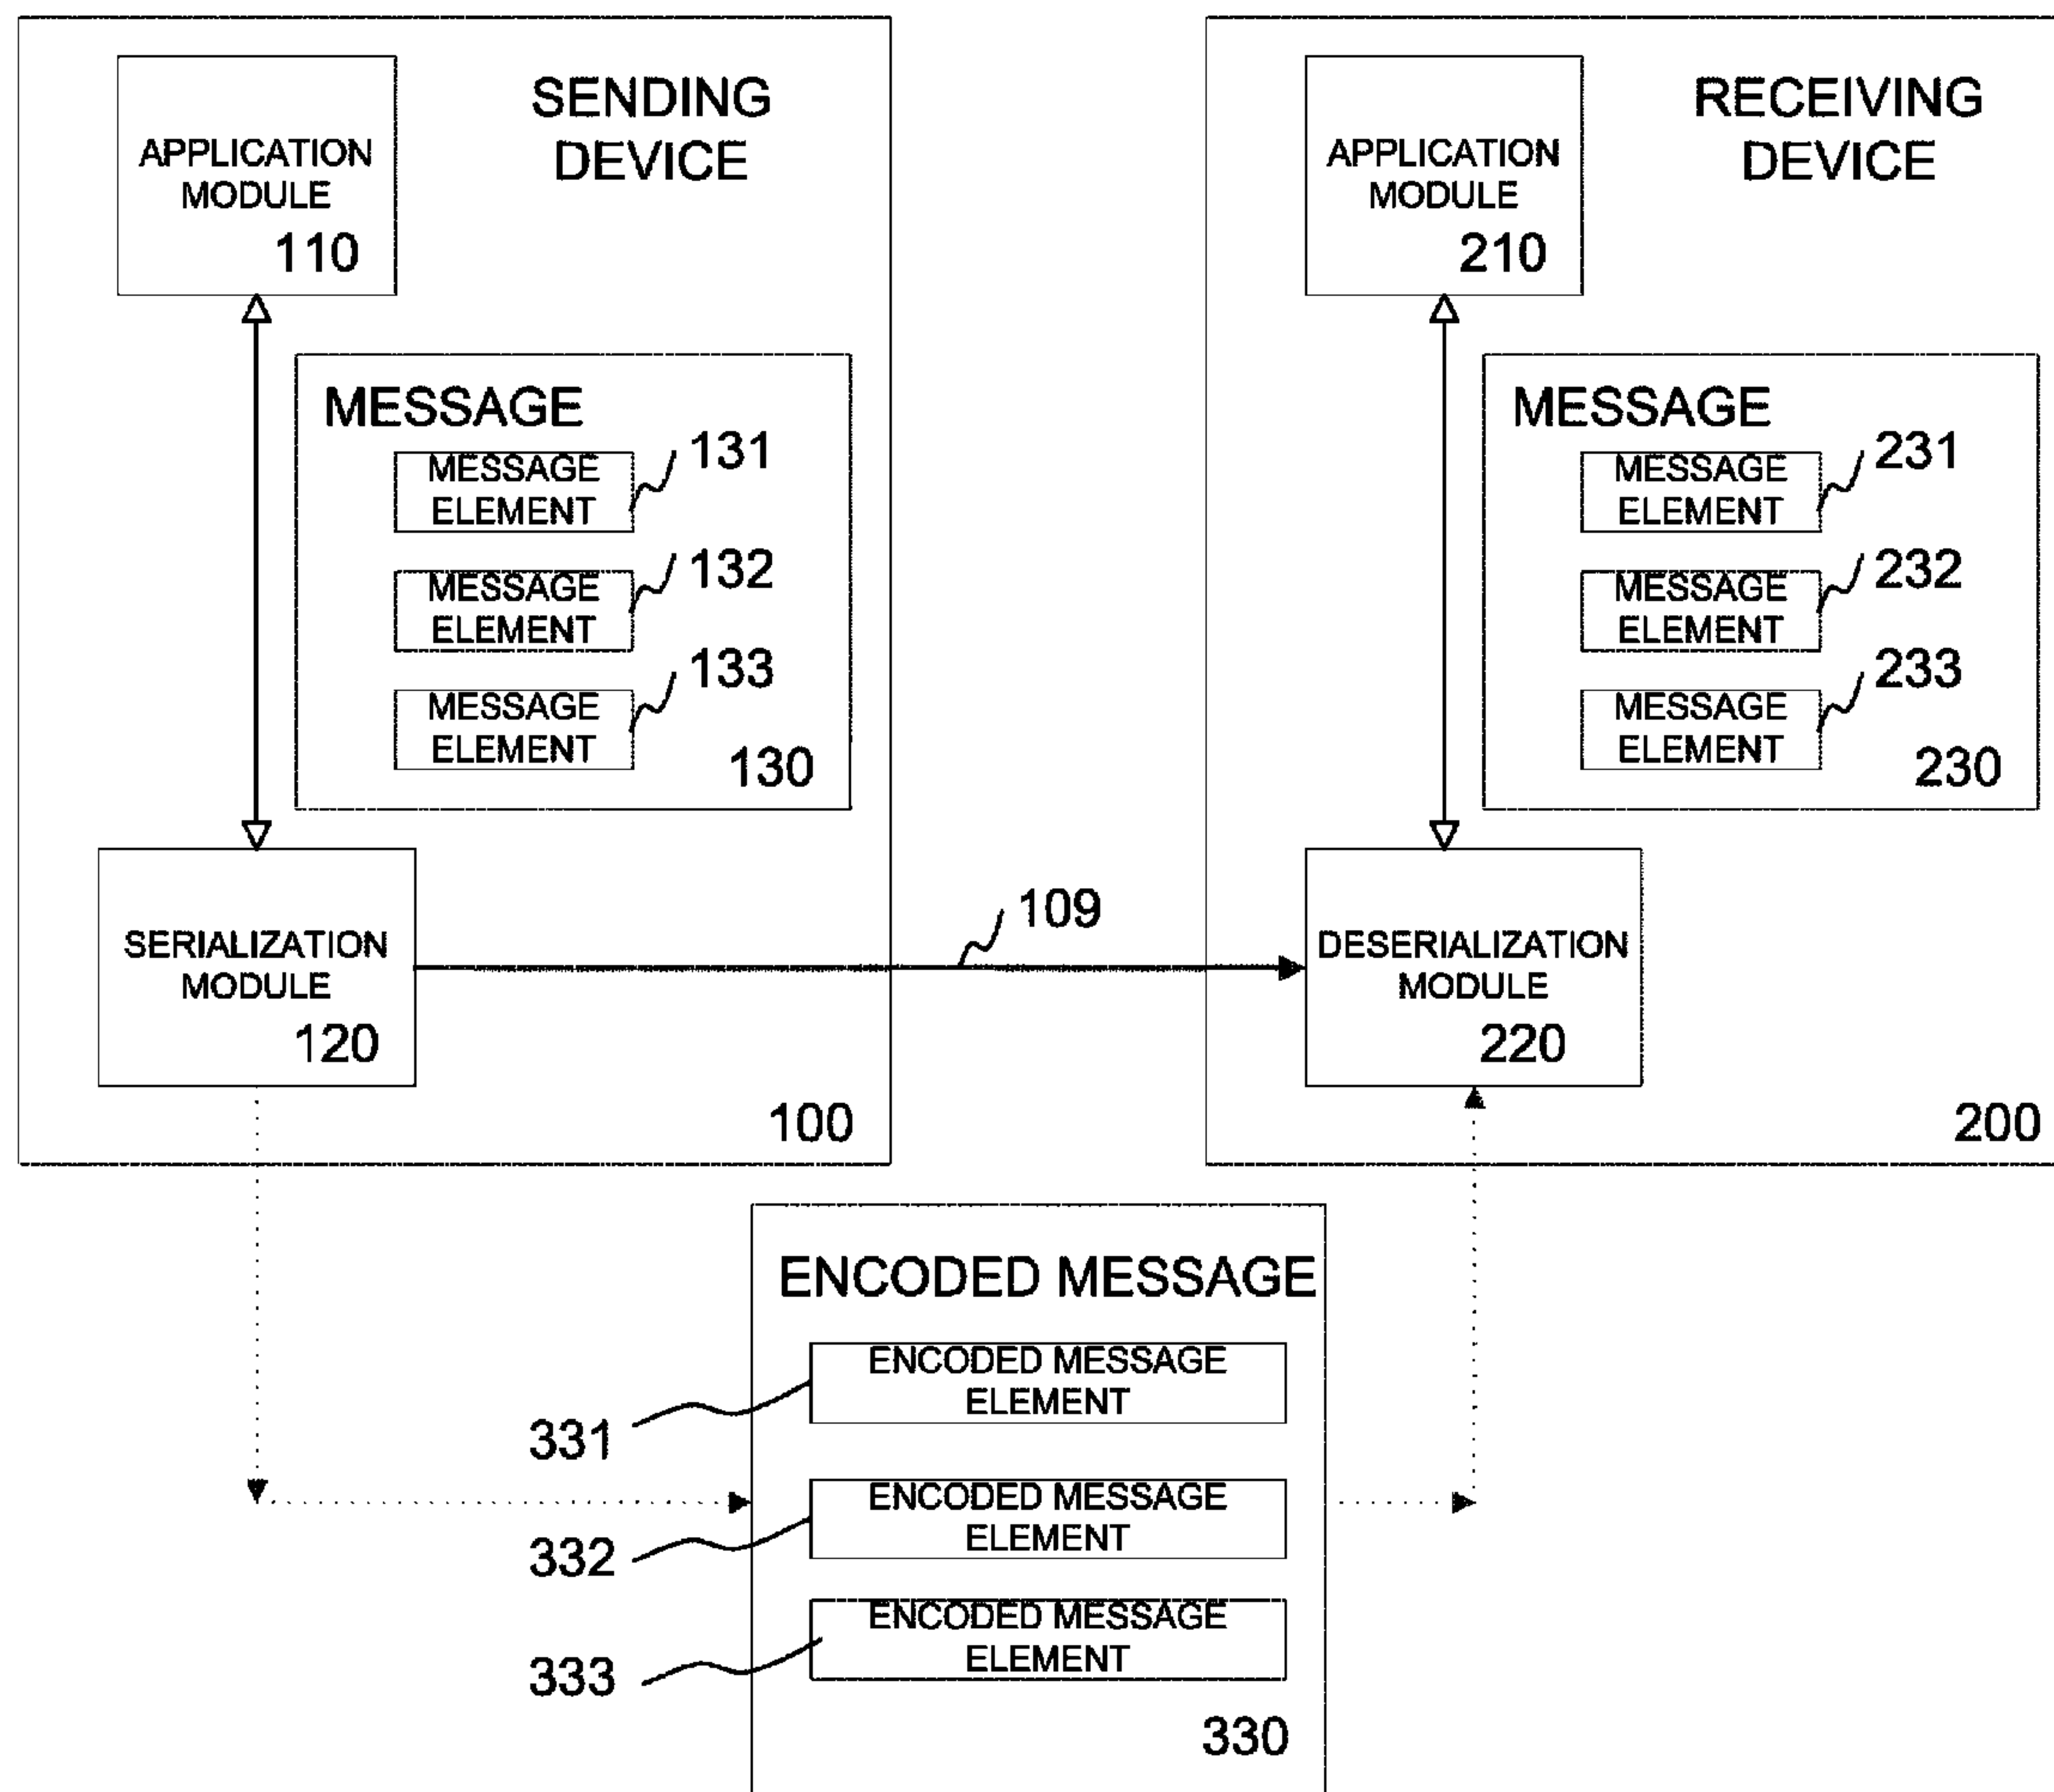 SENDING
DEVICE
APPLICATION
MODULE
110
MESSAGE
MESSAGE
ELEMENT
131
MESSAGE
ELEMENT
132
MESSAGE
ELEMENT
133
130
SERIALIZATION
MODULE
120
100
109
RECEIVING
DEVICE
APPLICATION
MODULE
210
MESSAGE
MESSAGE
ELEMENT
231
MESSAGE
ELEMENT
232
MESSAGE
ELEMENT
233
230
DESERIALIZATION
MODULE
220
200
ENCODED MESSAGE
ENCODED MESSAGE
ELEMENT
331
ENCODED MESSAGE
ELEMENT
332
ENCODED MESSAGE
ELEMENT
333
330